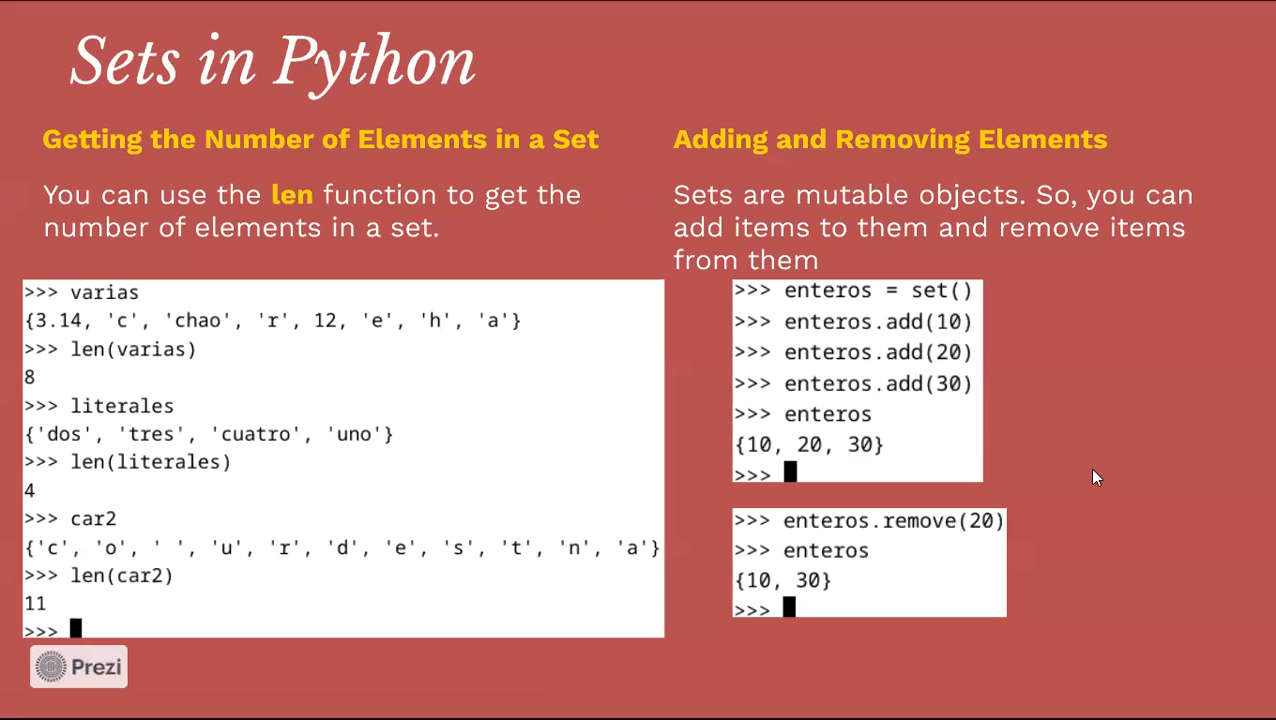 Sets in Python
Getting the Number of Elements in a Set
You can use the len function to get the
number of elements in a set.
>>> varias
{3.14, 'c', 'chao', 'r', 12, 'e', 'h', 'a'}
>>> len(varias)
8
>>> literales
{'dos', 'tres', 'cuatro', 'uno'}
>>> len(literales)
4
>>> car2
{'c', 'o', ' ', 'u', 'r', 'd', 'e', 's', 't', 'n', 'a'}
>>> len(car2)
11
>>>
Adding and Removing Elements
Sets are mutable objects. So, you can
add items to them and remove items
from them
>>> enteros = set()
>>> enteros.add(10)
>>> enteros.add(20)
>>> enteros.add(30)
>>> enteros
{10, 20, 30}
>>>
>>> enteros.remove(20)
>>> enteros
{10, 30}
>>>
Prezi